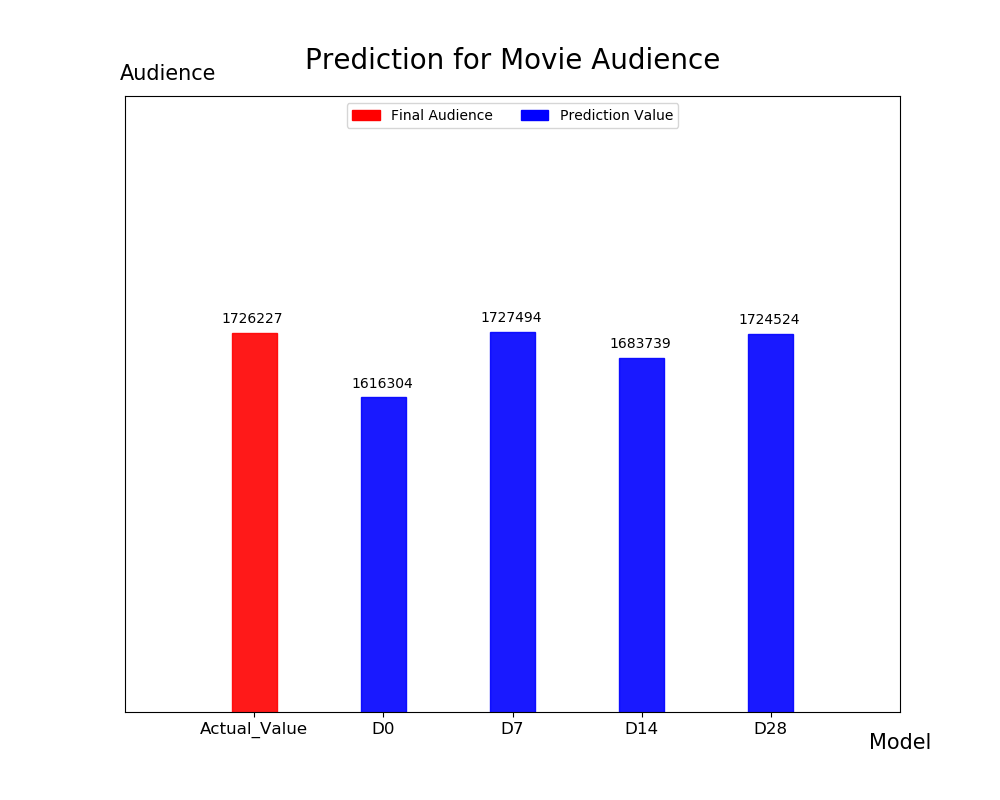 Prediction for Movie Audience
Audience
Final Audience Prediction Value
1726227
1616304
1727494
1683739
1724524
Actual_Value D0 D7 D14 D28
Model